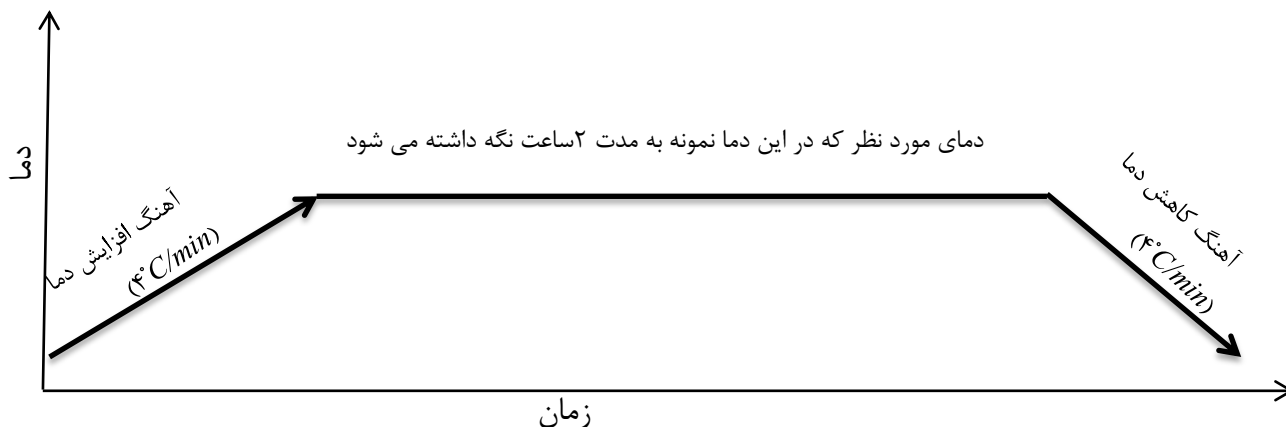 دمای مورد نظر که در این دما نمونه به مدت ۲ساعت نگه داشته می شود
دما
آهنگ افزایش دما
(۴°C/min)
آهنگ کاهش دما
(۴°C/min)
زمان